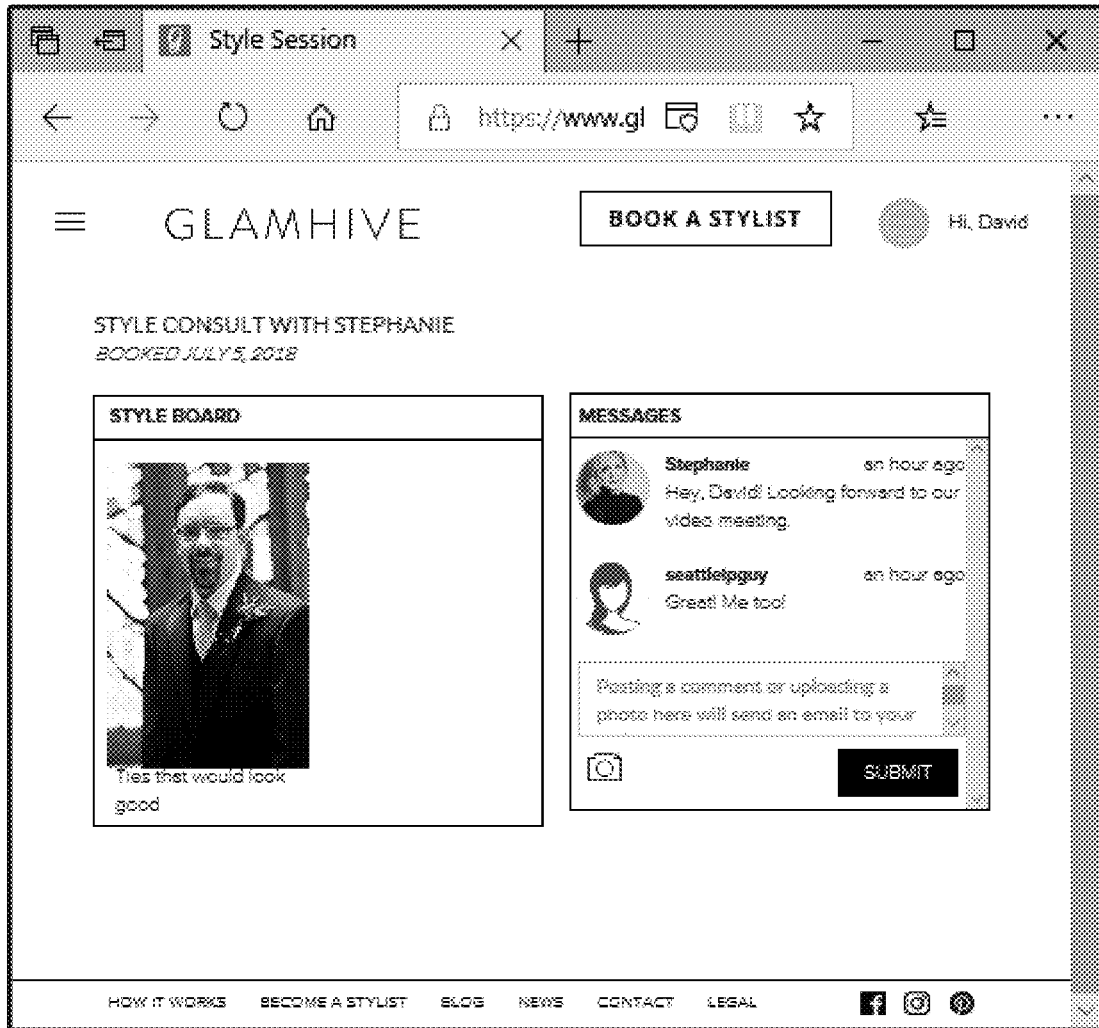 Style Session
https://www.gl
GLAMHIVE
BOOK A STYLIST
Hi, David
STYLE CONSULT WITH STEPHANIE
BOOKED JULY 5, 2018
STYLE BOARD
Ties that would look
good
MESSAGES
Stephanie an hour ago
Hey, David! Looking forward to our
video meeting.
seattleipguy an hour ago
Great! Me too!
Posting a comment or uploading a
photo here will send an email to your
SUBMIT
HOW IT WORKS BECOME A STYLIST BLOG NEWS CONTACT LEGAL